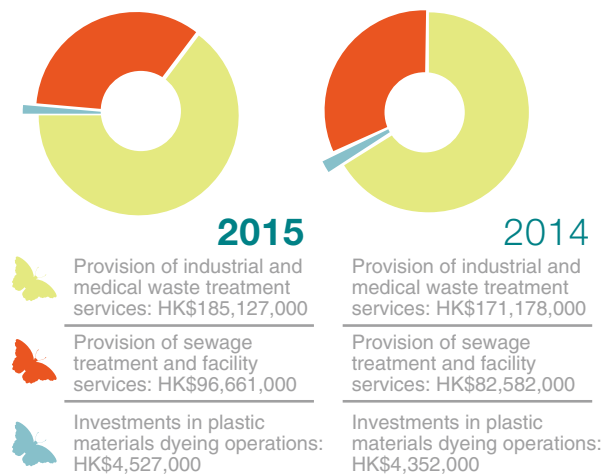 2015
Provision of industrial and
medical waste treatment
services: HK$185,127,000
Provision of sewage
treatment and facility
services: HK$96,661,000
Investments in plastic
materials dyeing operations:
HK$4,527,000
2014
Provision of industrial and
medical waste treatment
services: HK$171,178,000
Provision of sewage
treatment and facility
services: HK$82,582,000
Investments in plastic
materials dyeing operations:
HK$4,352,000